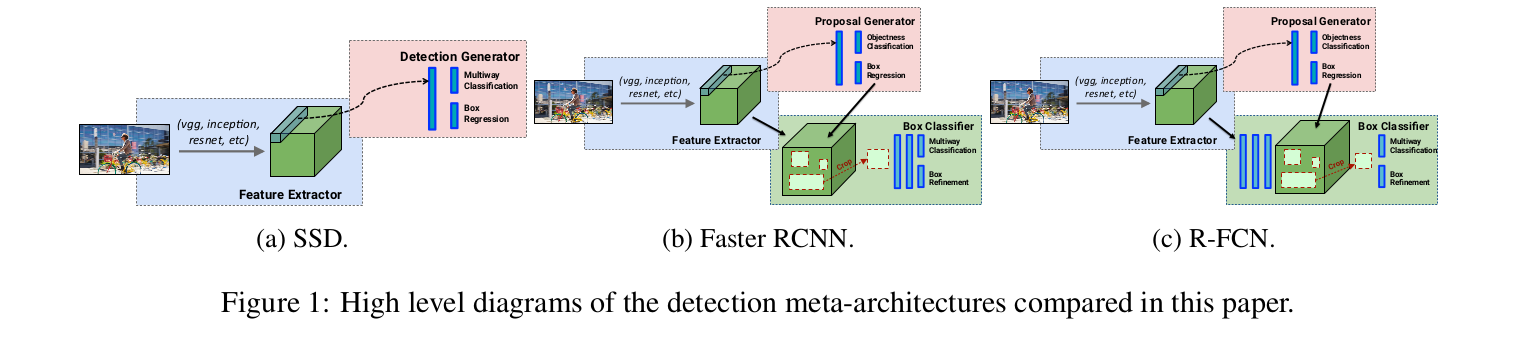 Detection Generator
Multiway
Classification
Box
Regression
(vgg, inception,
resnet, etc)
Feature Extractor
(a) SSD.
Proposal Generator
Objectness
Classification
Box
Regression
(vgg, inception,
resnet, etc)
Feature Extractor
Box Classifier
Multiway
Classification
Crop
Box
Refinement
(b) Faster RCNN.
Proposal Generator
Objectness
Classification
Box
Regression
(vgg, inception,
resnet, etc)
Feature Extractor
Box Classifier
Multiway
Classification
Crop
Box
Refinement
(c) R-FCN.
Figure 1: High level diagrams of the detection meta-architectures compared in this paper.